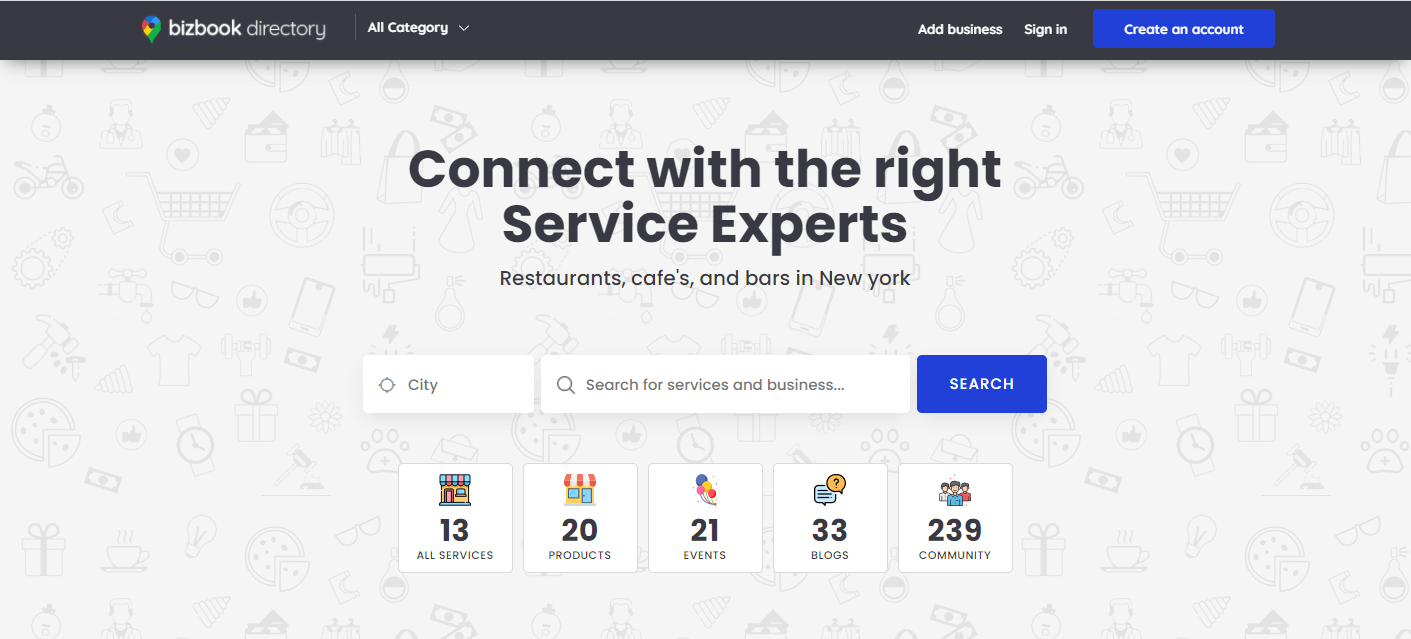 bizbook directory
All Category
Add business
Sign in
Create an account
Connect with the right
Service Experts
Restaurants, cafe's, and bars in New york
City
Search for services and business...
SEARCH
13
ALL SERVICES
20
PRODUCTS
21
EVENTS
33
BLOGS
239
COMMUNITY